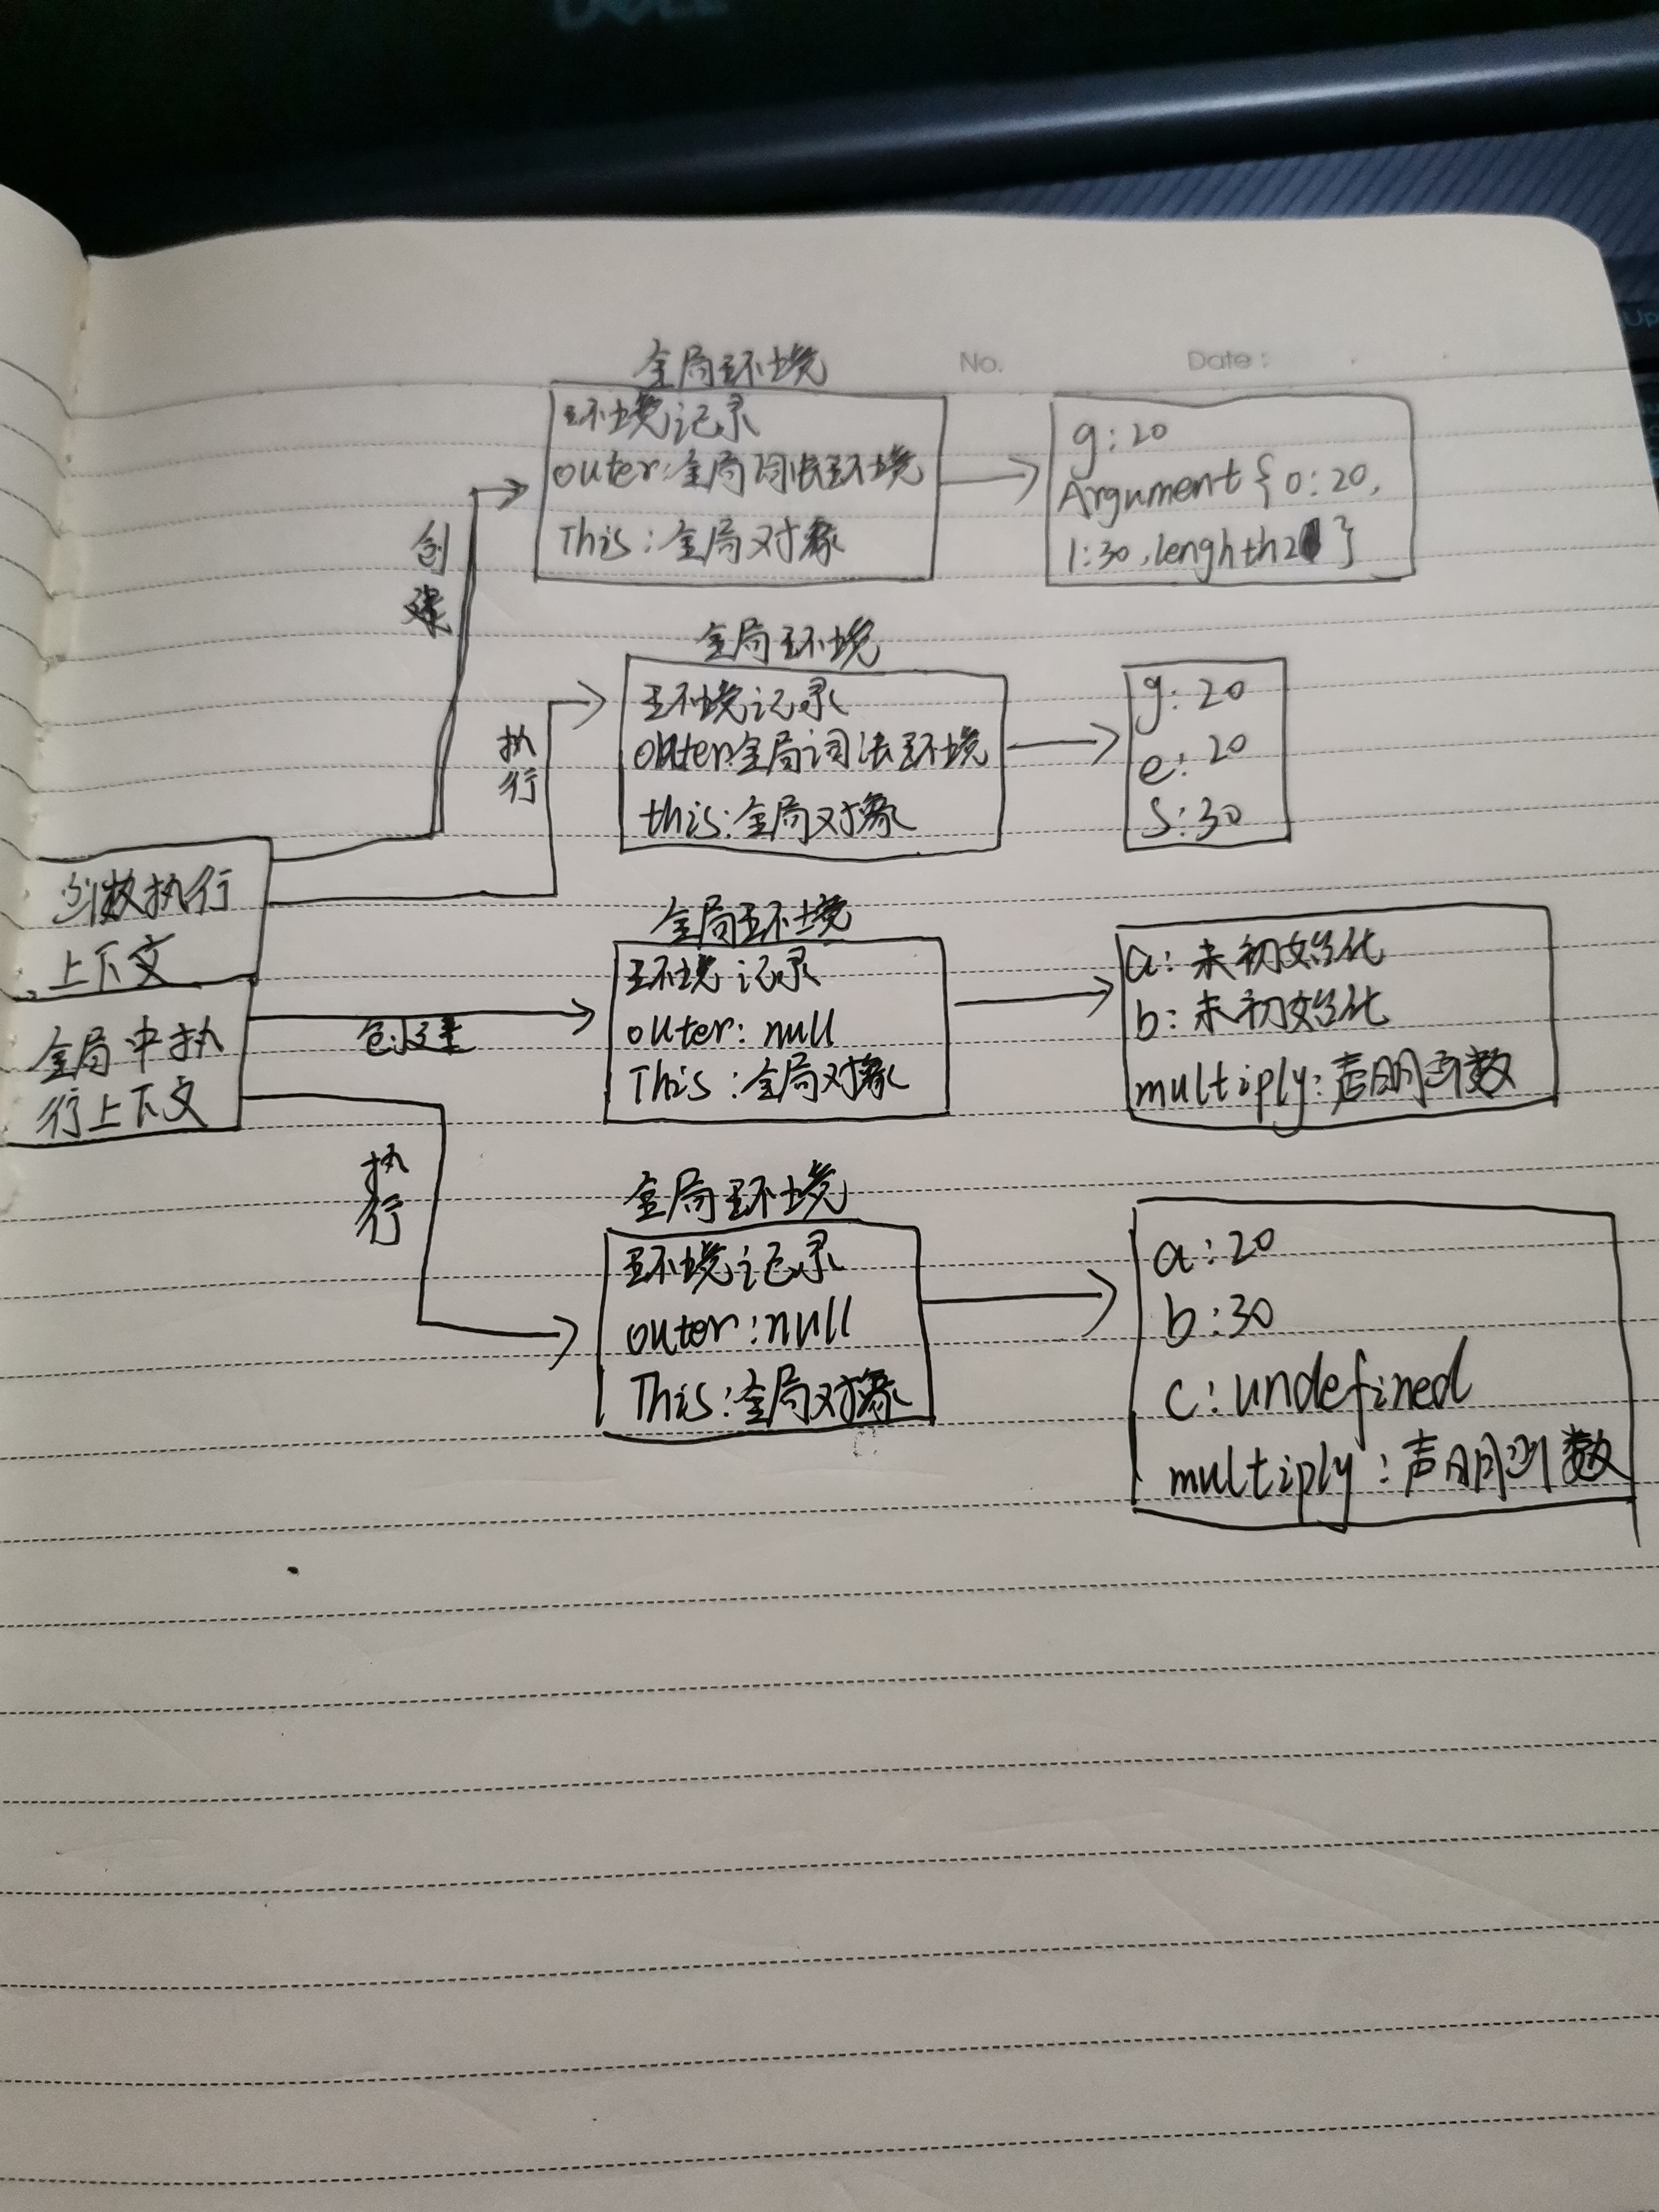 DELL
No.
Date:
全局环境
环境记录
outer:全局词法环境
This:全局对象
g:20
Argument{0:20,
1:30,lenghth2 }
创
建
全局环境
环境记录
outer:全局词法环境
this:全局对象
g:20
e:20
S:30
执
行
函数执行
上下文
全局中执
行上下文
全局环境
环境记录
outer:null
This:全局对象
a:未初始化
b:未初始化
multiply:声明函数
创建
执
行
全局环境
环境记录
outer:null
This:全局对象
a:20
b:30
c:undefined
multiply:声明函数